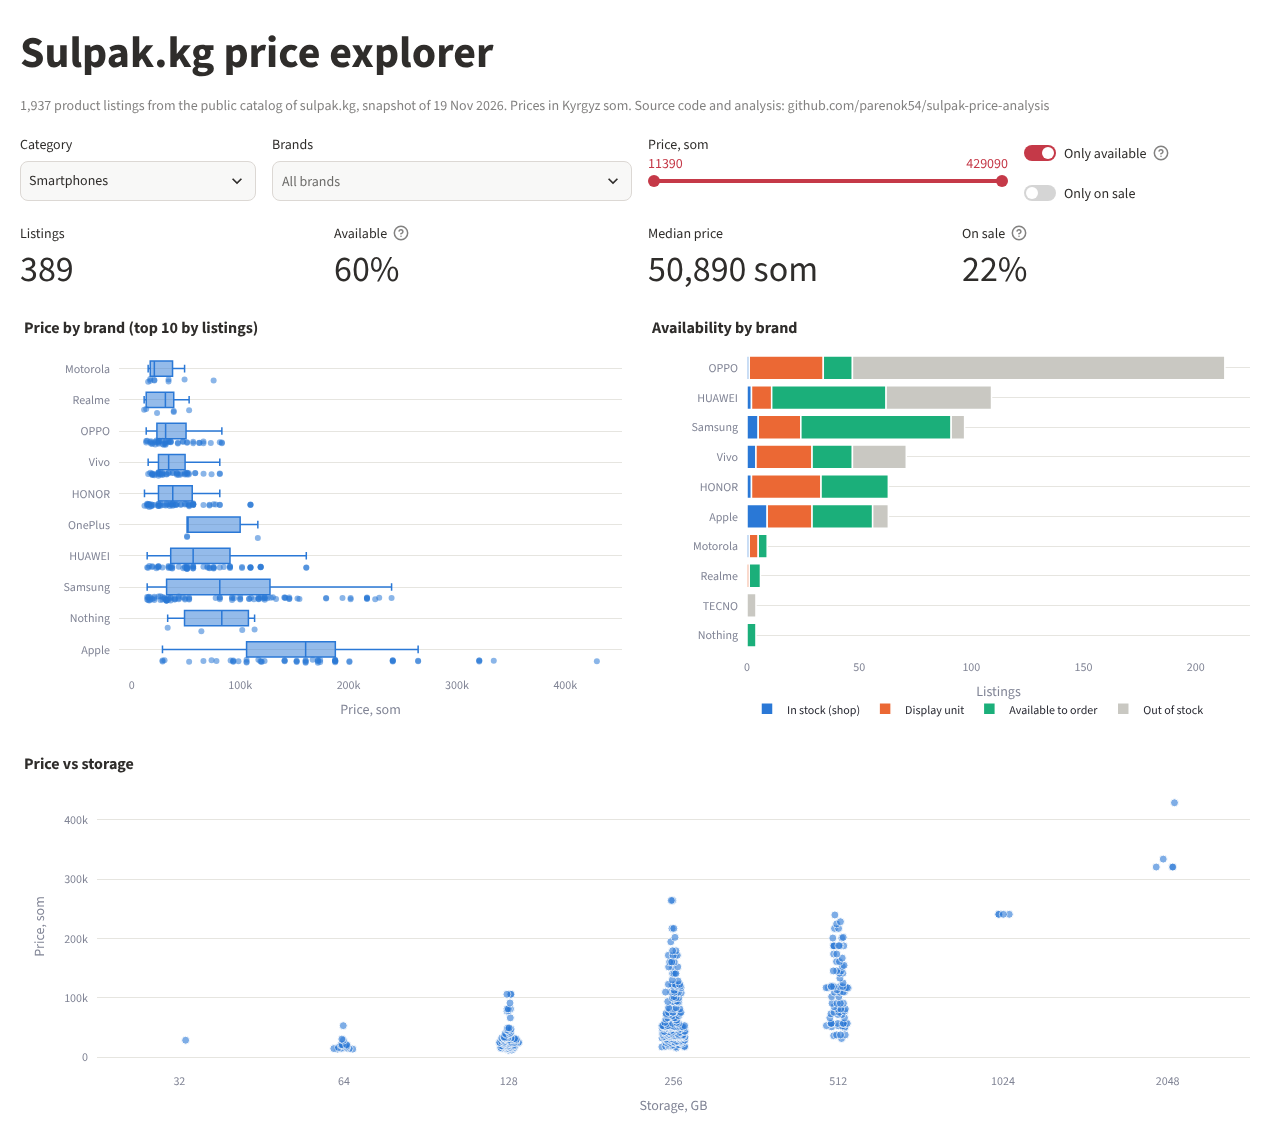 Sulpak.kg price explorer
1,937 product listings from the public catalog of sulpak.kg, snapshot of 19 Nov 2026. Prices in Kyrgyz som. Source code and analysis: github.com/parenok54/sulpak-price-analysis
Category
Smartphones
Brands
All brands
Price, som
11390 429090
Only available
Only on sale
Listings
389
Available
60%
Median price
50,890 som
On sale
22%
Price by brand (top 10 by listings)
Motorola
Realme
OPPO
Vivo
HONOR
OnePlus
HUAWEI
Samsung
Nothing
Apple
0 100k 200k 300k 400k
Price, som
Availability by brand
OPPO
HUAWEI
Samsung
Vivo
HONOR
Apple
Motorola
Realme
TECNO
Nothing
0 50 100 150 200
Listings
In stock (shop) Display unit Available to order Out of stock
Price vs storage
400k
300k
200k
100k
0
Price, som
32 64 128 256 512 1024 2048
Storage, GB